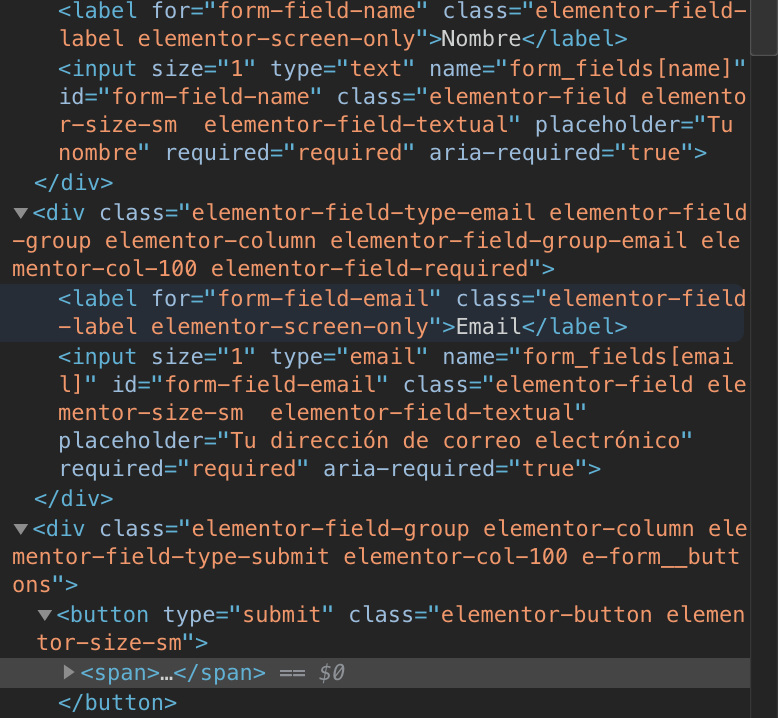 <label for="form-field-name" class="elementor-field-
label elementor-screen-only">Nombre</label>
<input size="1" type="text" name="form_fields[name]"
id="form-field-name" class="elementor-field elemento
r-size-sm  elementor-field-textual" placeholder="Tu
nombre" required="required" aria-required="true">
</div>
▼<div class="elementor-field-type-email elementor-field
-group elementor-column elementor-field-group-email ele
mentor-col-100 elementor-field-required">
<label for="form-field-email" class="elementor-field
-label elementor-screen-only">Email</label>
<input size="1" type="email" name="form_fields[emai
l]" id="form-field-email" class="elementor-field ele
mentor-size-sm  elementor-field-textual"
placeholder="Tu dirección de correo electrónico"
required="required" aria-required="true">
</div>
▼<div class="elementor-field-group elementor-column ele
mentor-field-type-submit elementor-col-100 e-form__butt
ons">
▼<button type="submit" class="elementor-button elemen
tor-size-sm">
▶<span>…</span> == $0
</button>